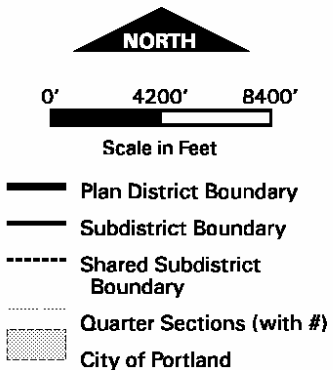 NORTH
0' 4200' 8400'
Scale in Feet
Plan District Boundary
Subdistrict Boundary
Shared Subdistrict
Boundary
Quarter Sections (with #)
City of Portland